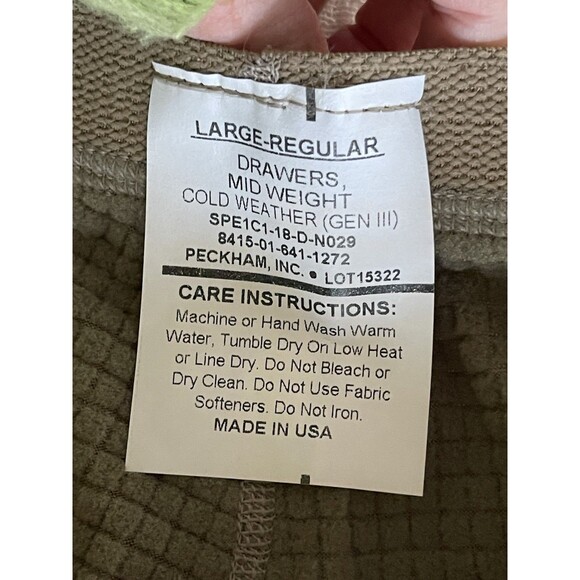 LARGE-REGULAR
DRAWERS,
MID WEIGHT
COLD WEATHER (GEN III)
SPE1C1-18-D-N029
8415-01-641-1272
PECKHAM, INC. • LOT15322
CARE INSTRUCTIONS:
Machine or Hand Wash Warm
Water, Tumble Dry On Low Heat
or Line Dry. Do Not Bleach or
Dry Clean. Do Not Use Fabric
Softeners. Do Not Iron.
MADE IN USA